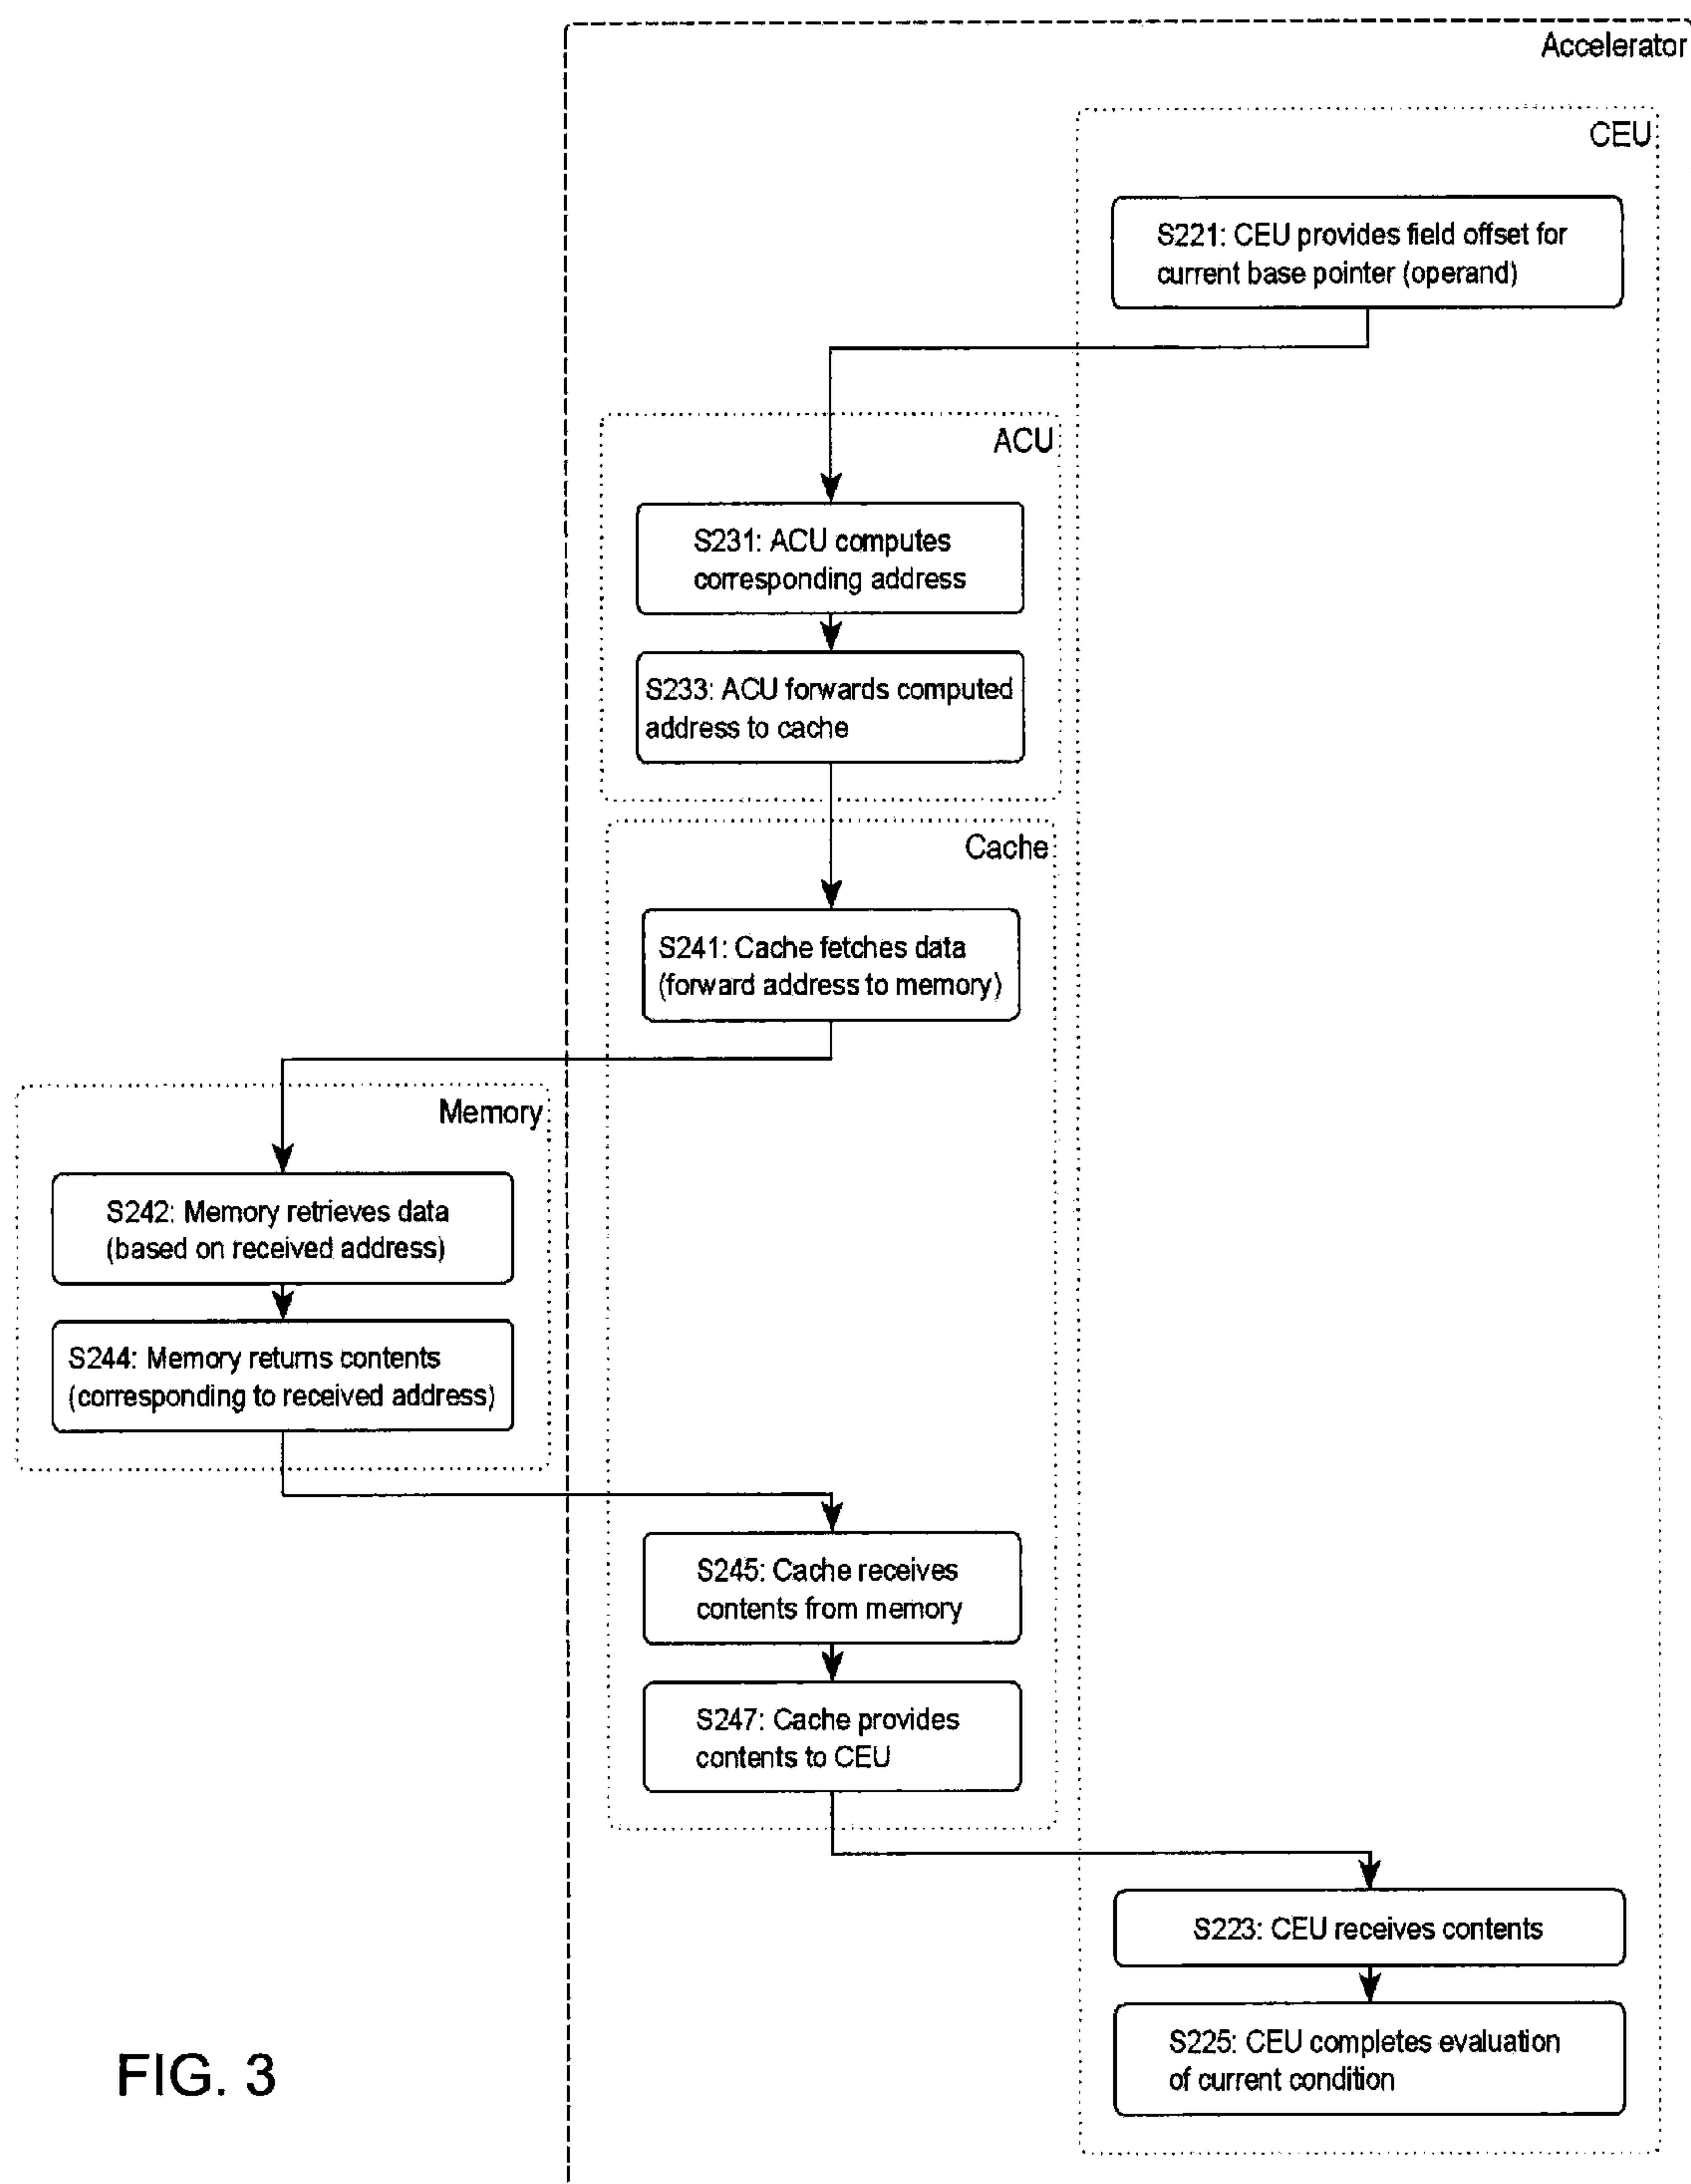 Accelerator
CEU
S221: CEU provides field offset for
current base pointer (operand)
ACU
S231: ACU computes
corresponding address
S233: ACU forwards computed
address to cache
Cache
S241: Cache fetches data
(forward address to memory)
Memory
S242: Memory retrieves data
(based on received address)
S244: Memory returns contents
(corresponding to received address)
S245: Cache receives
contents from memory
S247: Cache provides
contents to CEU
S223: CEU receives contents
S225: CEU completes evaluation
of current condition
FIG. 3